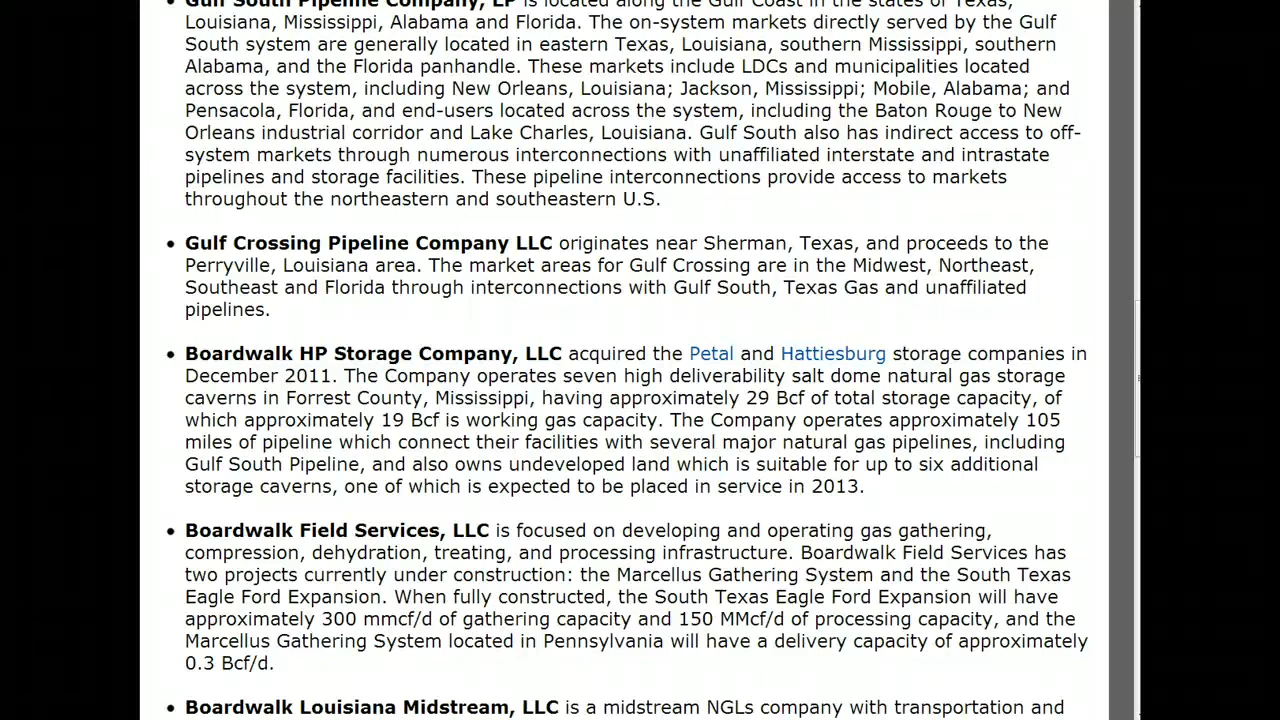 • Gulf South Pipeline Company, LP is located along the Gulf Coast in the states of Texas,
Louisiana, Mississippi, Alabama and Florida. The on-system markets directly served by the Gulf
South system are generally located in eastern Texas, Louisiana, southern Mississippi, southern
Alabama, and the Florida panhandle. These markets include LDCs and municipalities located
across the system, including New Orleans, Louisiana; Jackson, Mississippi; Mobile, Alabama; and
Pensacola, Florida, and end-users located across the system, including the Baton Rouge to New
Orleans industrial corridor and Lake Charles, Louisiana. Gulf South also has indirect access to off-
system markets through numerous interconnections with unaffiliated interstate and intrastate
pipelines and storage facilities. These pipeline interconnections provide access to markets
throughout the northeastern and southeastern U.S.
• Gulf Crossing Pipeline Company LLC originates near Sherman, Texas, and proceeds to the
Perryville, Louisiana area. The market areas for Gulf Crossing are in the Midwest, Northeast,
Southeast and Florida through interconnections with Gulf South, Texas Gas and unaffiliated
pipelines.
• Boardwalk HP Storage Company, LLC acquired the Petal and Hattiesburg storage companies in
December 2011. The Company operates seven high deliverability salt dome natural gas storage
caverns in Forrest County, Mississippi, having approximately 29 Bcf of total storage capacity, of
which approximately 19 Bcf is working gas capacity. The Company operates approximately 105
miles of pipeline which connect their facilities with several major natural gas pipelines, including
Gulf South Pipeline, and also owns undeveloped land which is suitable for up to six additional
storage caverns, one of which is expected to be placed in service in 2013.
• Boardwalk Field Services, LLC is focused on developing and operating gas gathering,
compression, dehydration, treating, and processing infrastructure. Boardwalk Field Services has
two projects currently under construction: the Marcellus Gathering System and the South Texas
Eagle Ford Expansion. When fully constructed, the South Texas Eagle Ford Expansion will have
approximately 300 mmcf/d of gathering capacity and 150 MMcf/d of processing capacity, and the
Marcellus Gathering System located in Pennsylvania will have a delivery capacity of approximately
0.3 Bcf/d.
• Boardwalk Louisiana Midstream, LLC is a midstream NGLs company with transportation and